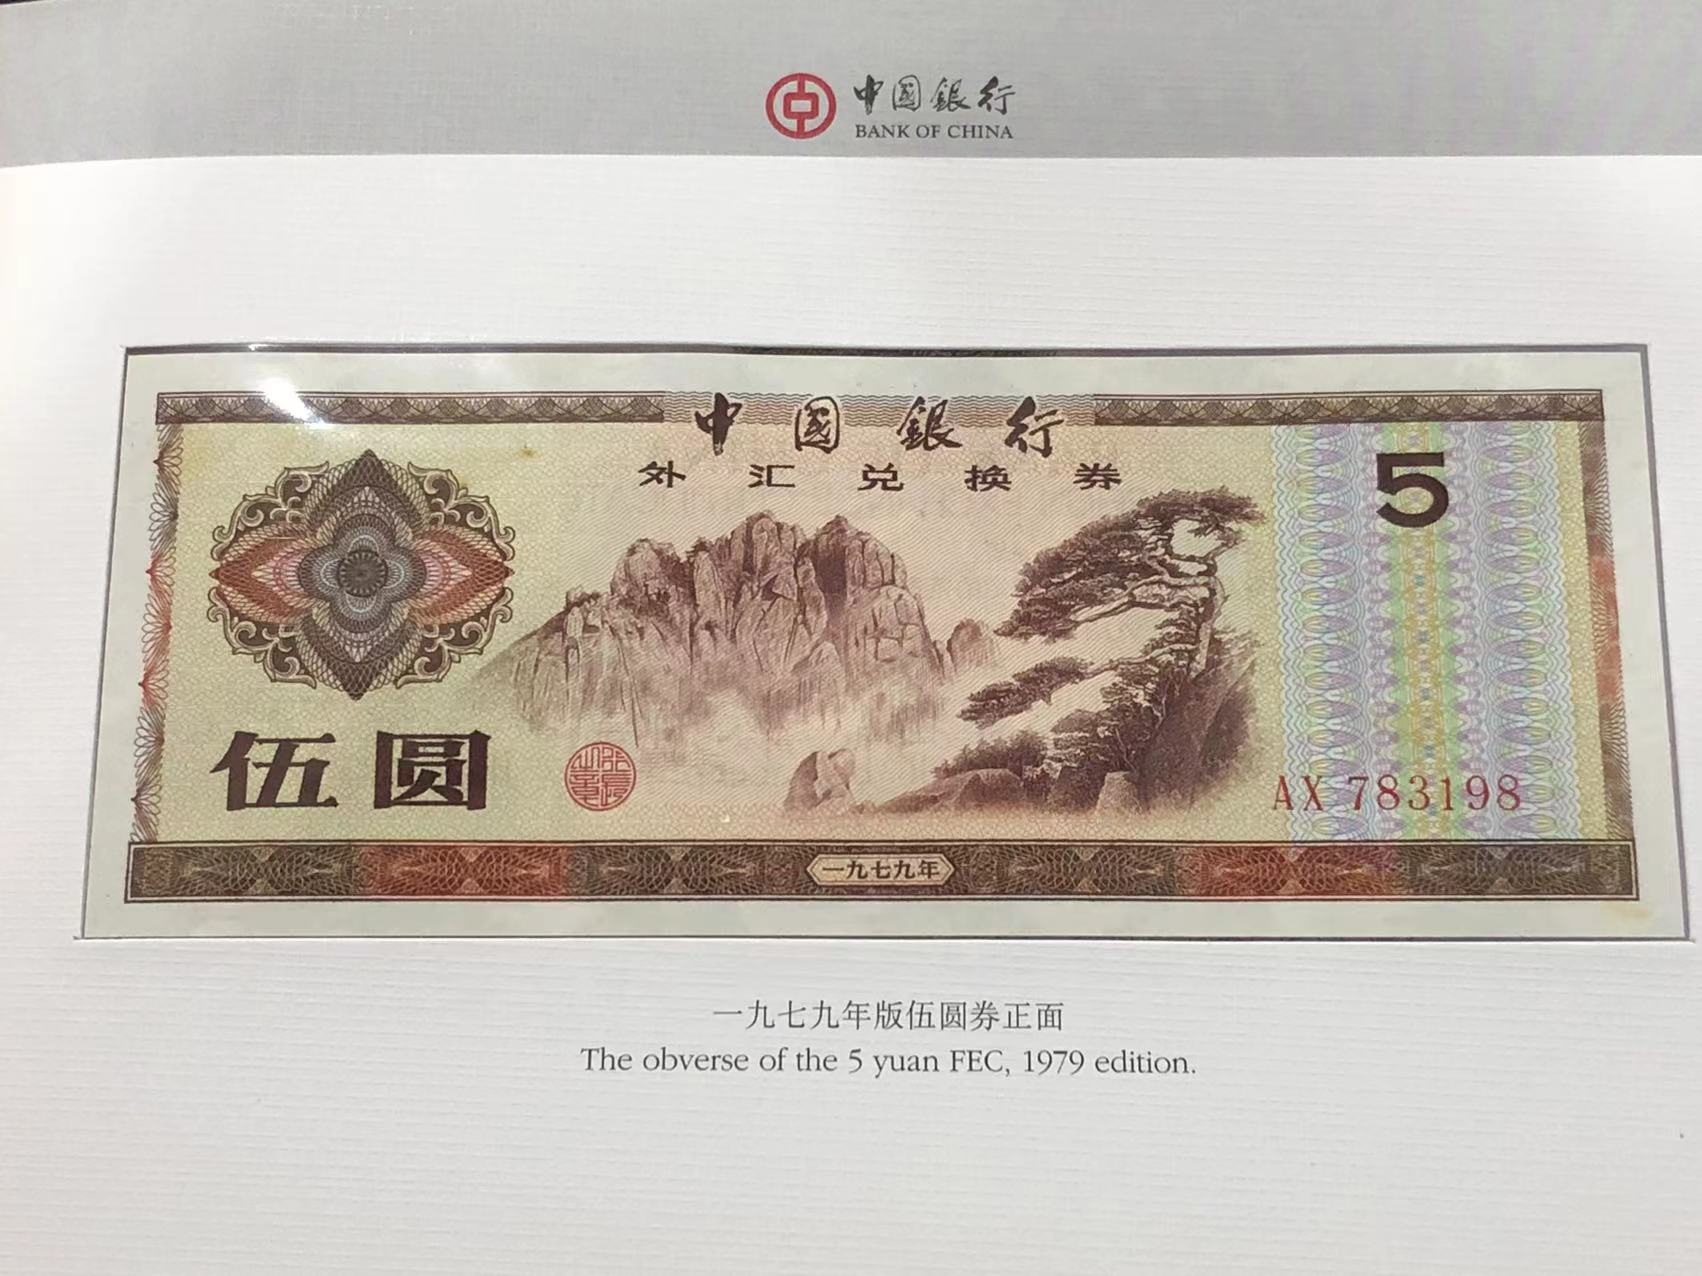 中国銀行
BANK OF CHINA
中国銀行
外汇兑换券
5
伍圆
AX 783198
一九七九年
一九七九年版伍圆券正面
The obverse of the 5 yuan FEC, 1979 edition.